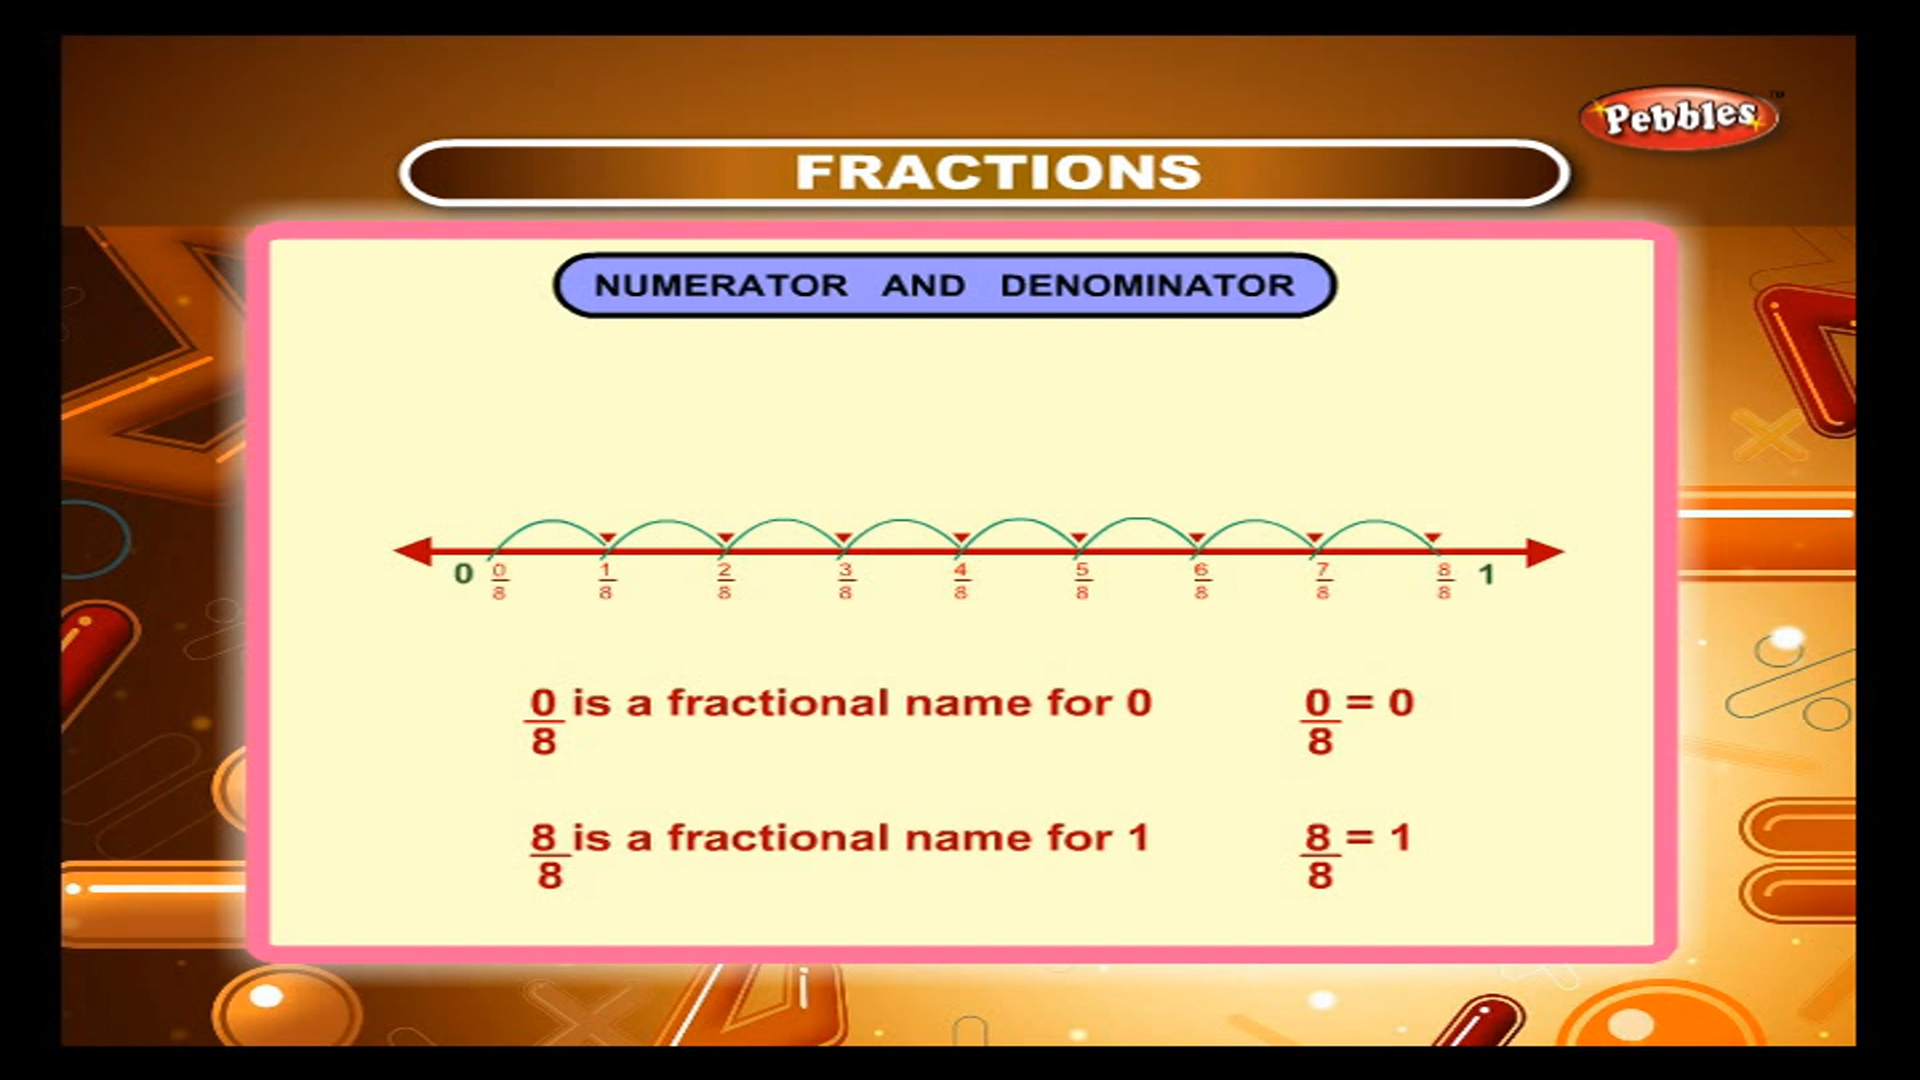 Pebbles™
FRACTIONS
NUMERATOR AND DENOMINATOR
0 0/8 1/8 2/8 3/8 4/8 5/8 6/8 7/8 8/8 1
0/8 is a fractional name for 0 0/8 = 0
8/8 is a fractional name for 1 8/8 = 1